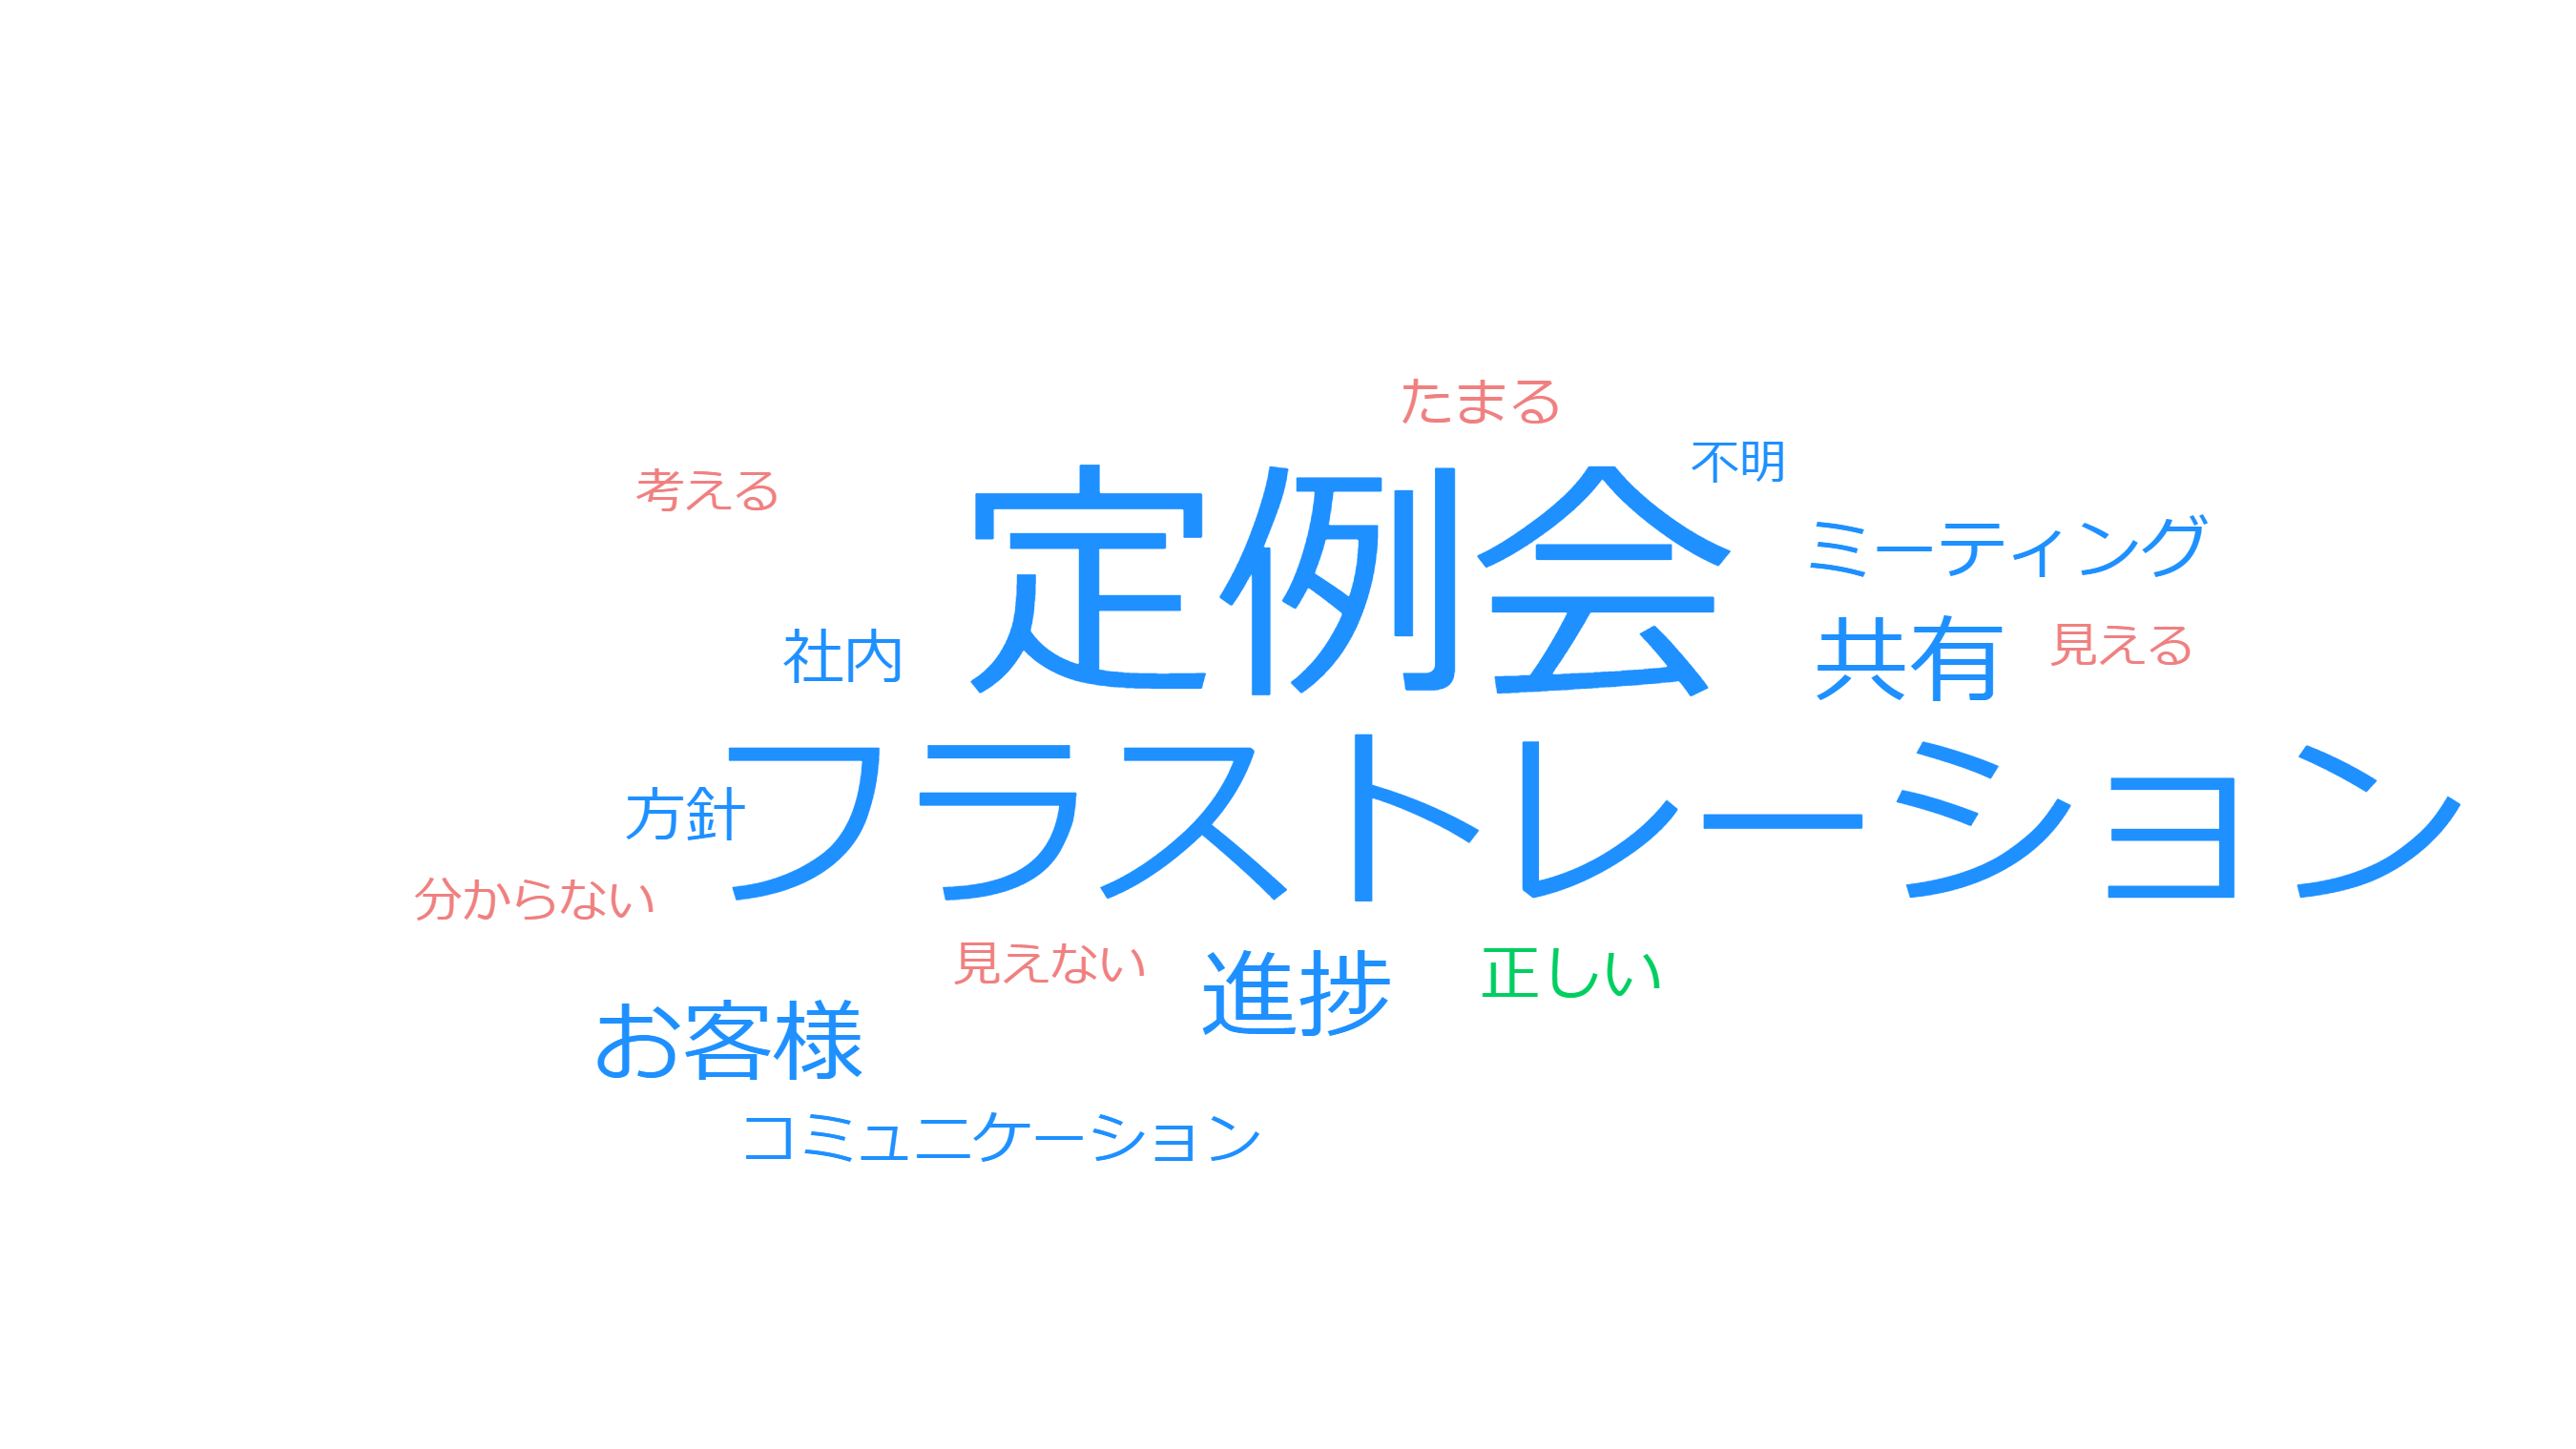 たまる
不明
考える
定例会
ミーティング
社内
共有
見える
方針
フラストレーション
分からない
見えない
進捗
正しい
お客様
コミュニケーション